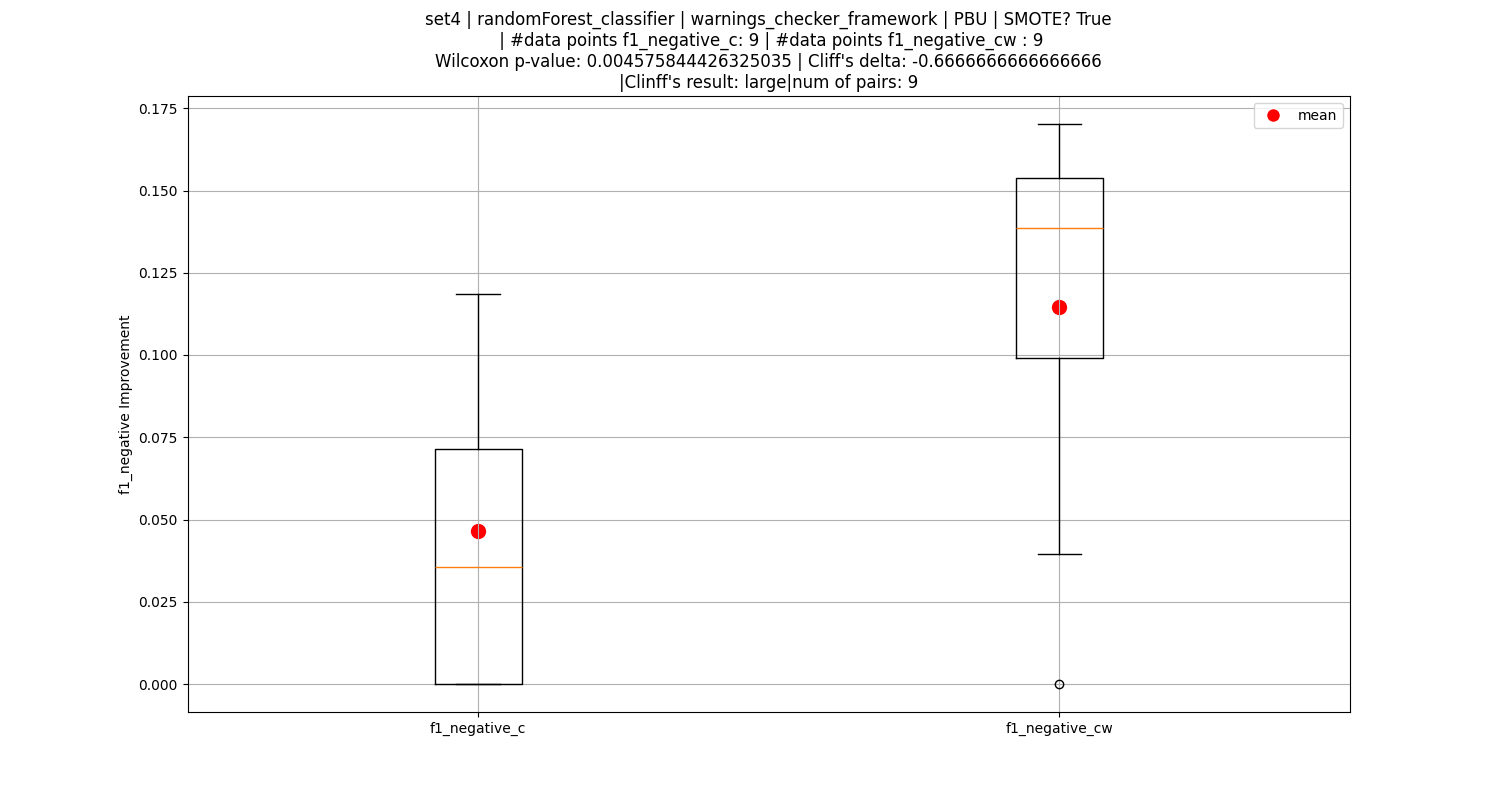 set4 | randomForest_classifier | warnings_checker_framework | PBU | SMOTE? True
| #data points f1_negative_c: 9 | #data points f1_negative_cw : 9
Wilcoxon p-value: 0.004575844426325035 | Cliff's delta: -0.6666666666666666
|Clinff's result: large|num of pairs: 9
mean
0.175
0.150
0.125
0.100
0.075
0.050
0.025
0.000
f1_negative Improvement
f1_negative_c
f1_negative_cw